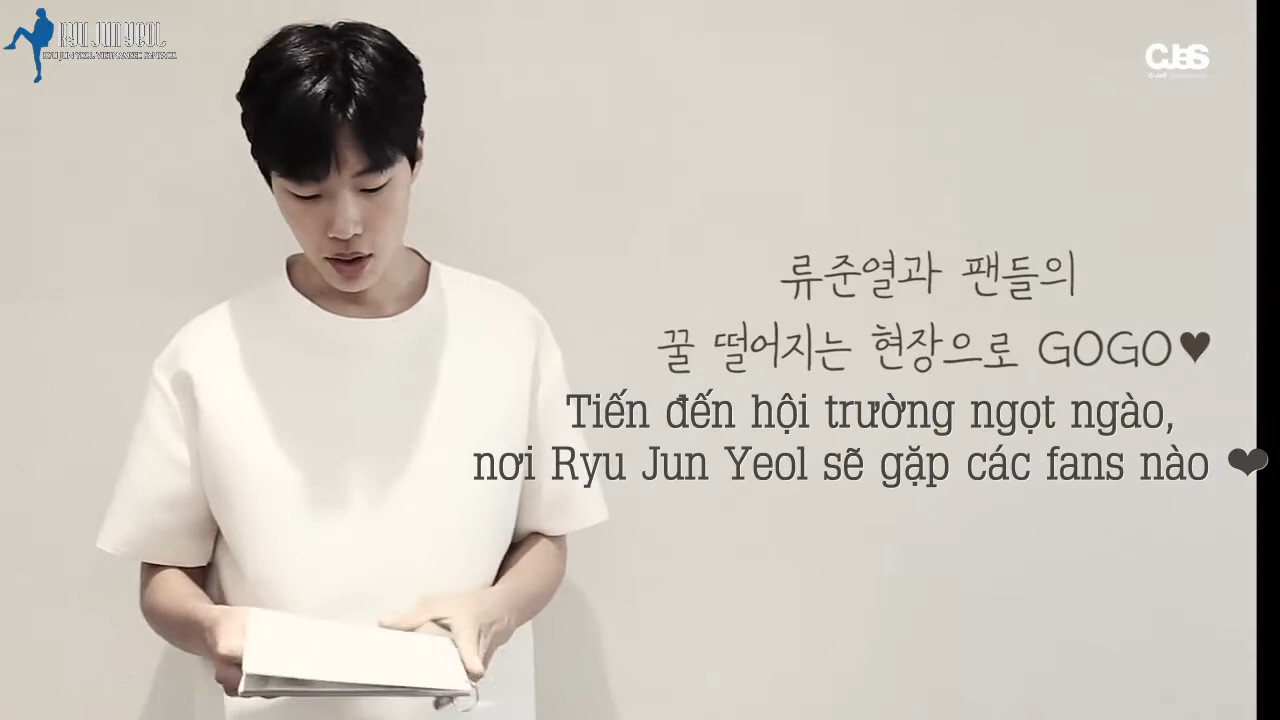 RYU JUN YEOL
RYU JUN YEOL VIETNAMESE FANPAGE
CJeS
류준열과 팬들의
꿀 떨어지는 현장으로 GOGO♥
Tiến đến hội trường ngọt ngào,
nơi Ryu Jun Yeol sẽ gặp các fans nào ❤